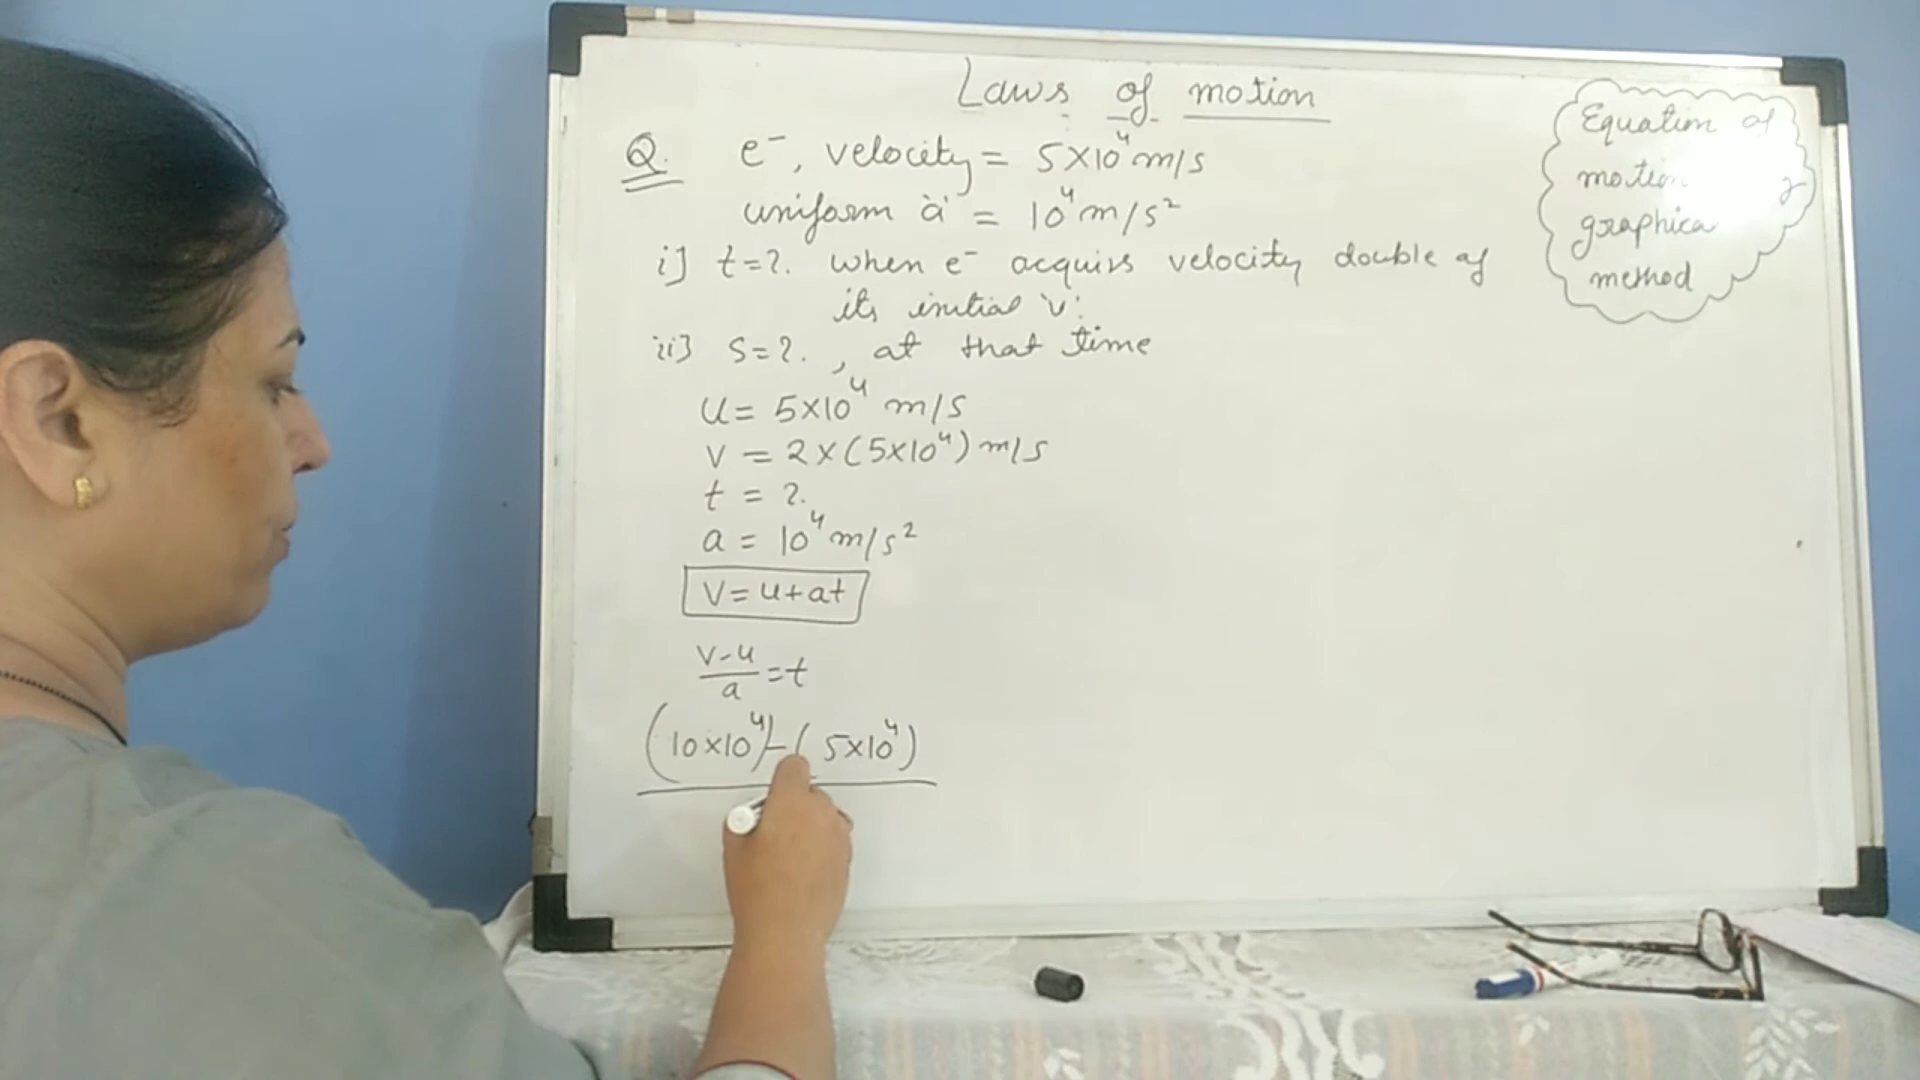 Laws of motion
Q. e⁻, velocity = 5×10⁴ m/s
uniform 'a' = 10⁴ m/s²
i] t=?. when e⁻ acquirs velocity double of
its initial 'v'.
ii] S=?. , at that time
u = 5×10⁴ m/s
v = 2×(5×10⁴) m/s
t = ?.
a = 10⁴ m/s²
v = u+at
v-u
/a = t
(10×10⁴) - (5×10⁴)
Equation of
motion
graphica
method